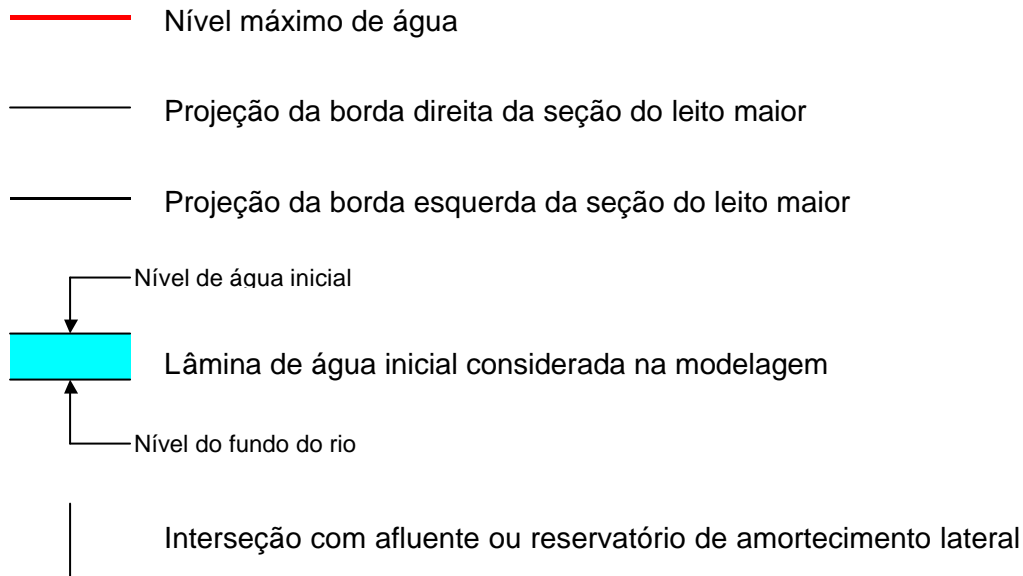 Nível máximo de água
Projeção da borda direita da seção do leito maior
Projeção da borda esquerda da seção do leito maior
Nível de água inicial
Lâmina de água inicial considerada na modelagem
Nível do fundo do rio
Interseção com afluente ou reservatório de amortecimento lateral